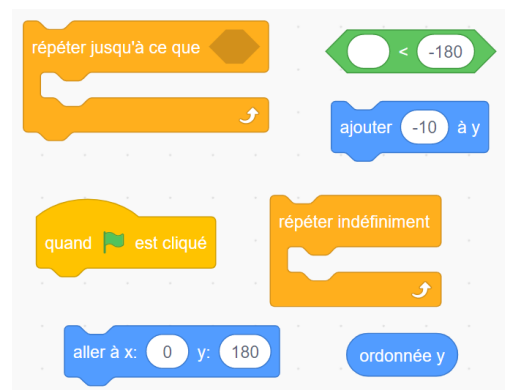 répéter jusqu'à ce que
< -180
ajouter -10 à y
quand est cliqué
répéter indéfiniment
aller à x: 0 y: 180
ordonnée y